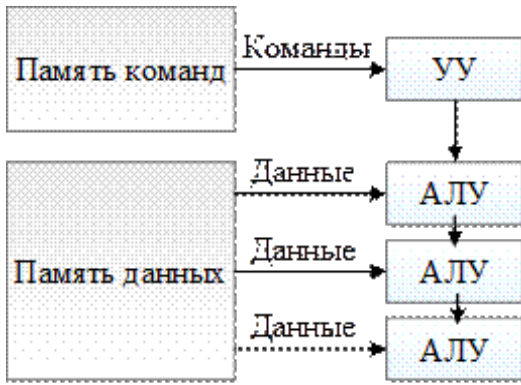 Память команд
Команды
УУ
Память данных
Данные
АЛУ
Данные
АЛУ
Данные
АЛУ